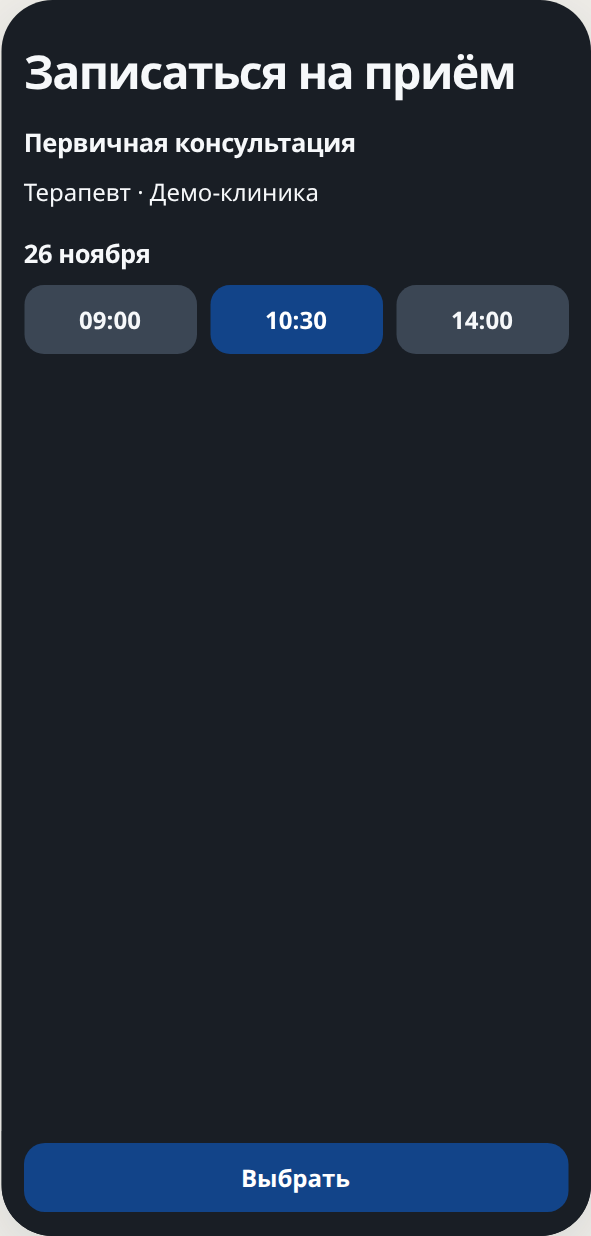 Записаться на приём
Первичная консультация
Терапевт · Демо-клиника
26 ноября
09:00 10:30 14:00
Выбрать